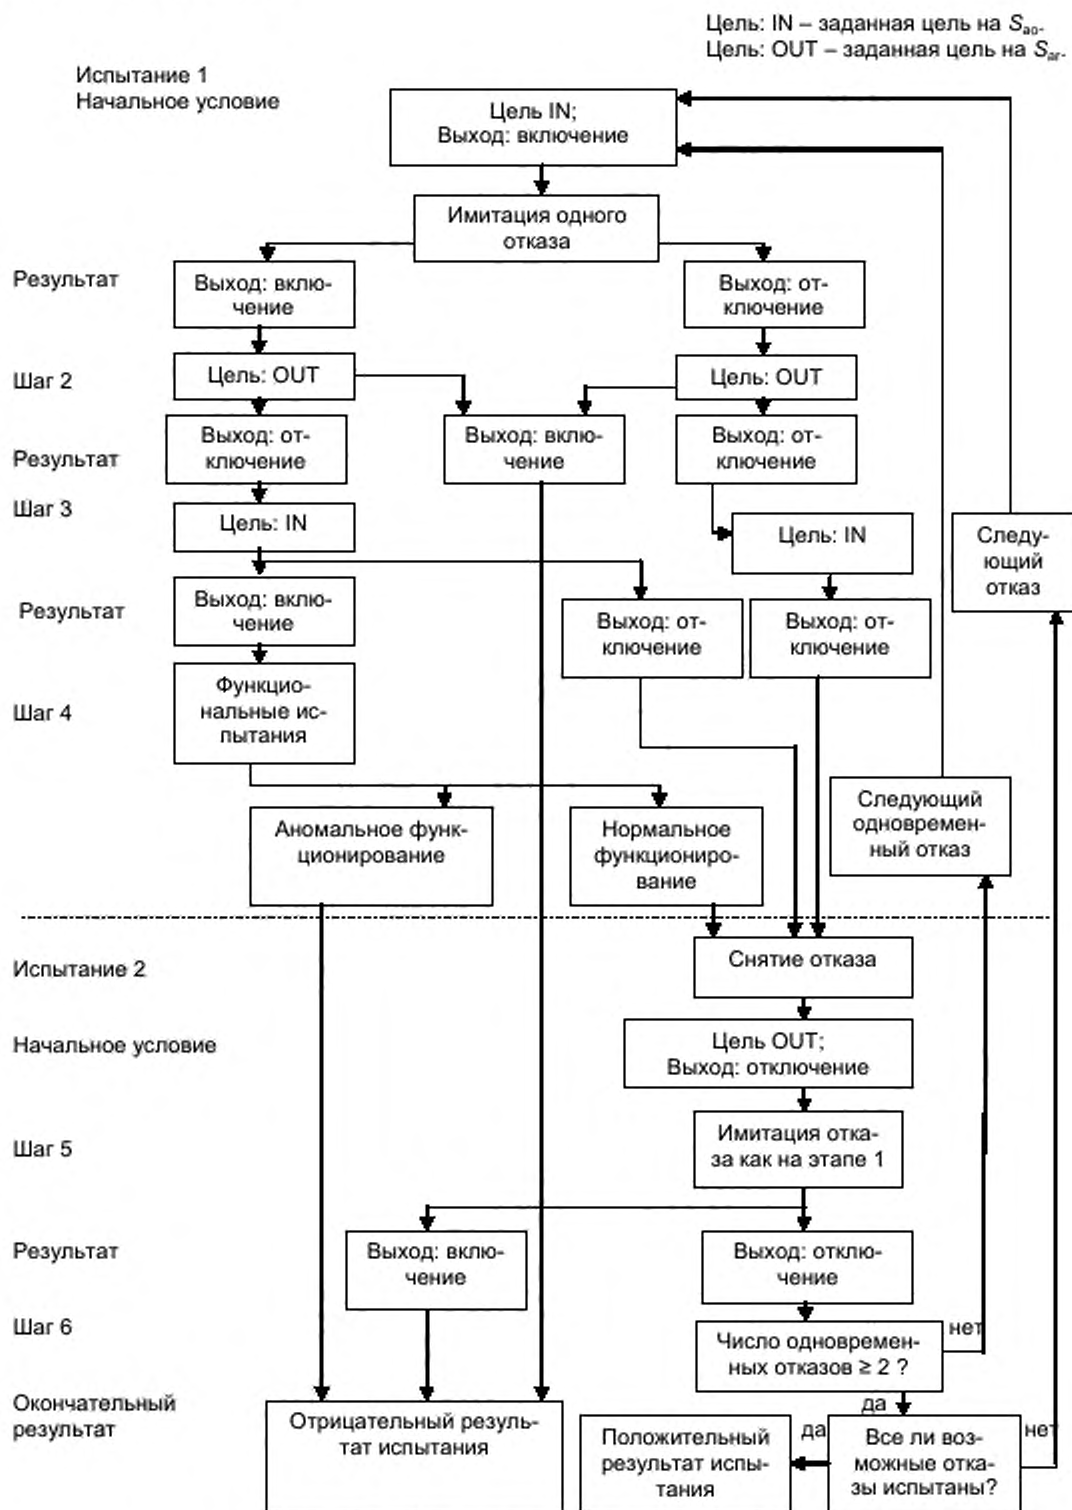 Цель: IN – заданная цель на Sao.
Цель: OUT – заданная цель на Sar.
Испытание 1
Начальное условие
Цель IN;
Выход: включение
Имитация одного
отказа
Результат
Выход: вклю-
чение
Выход: от-
ключение
Шаг 2
Цель: OUT
Цель: OUT
Результат
Выход: от-
ключение
Выход: вклю-
чение
Выход: от-
ключение
Шаг 3
Цель: IN
Цель: IN
Следу-
ющий
отказ
Результат
Выход: вклю-
чение
Выход: от-
ключение
Выход: от-
ключение
Шаг 4
Функцио-
нальные ис-
пытания
Аномальное функ-
ционирование
Нормальное
функциониро-
вание
Следующий
одновремен-
ный отказ
Испытание 2
Снятие отказа
Начальное условие
Цель OUT;
Выход: отключение
Шаг 5
Имитация отка-
за как на этапе 1
Результат
Выход: вклю-
чение
Выход: отклю-
чение
Шаг 6
Число одновремен-
ных отказов ≥ 2 ?
нет
да
Окончательный
результат
Отрицательный резуль-
тат испытания
Положительный
результат испы-
тания
да
Все ли воз-
можные отка-
зы испытаны?
нет